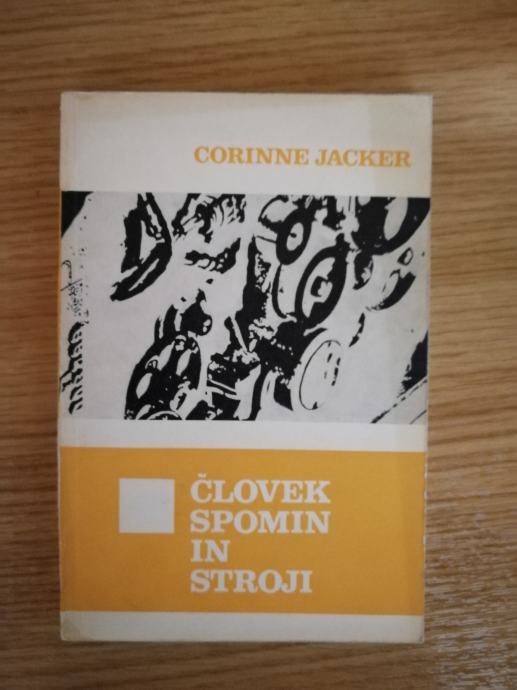 CORINNE JACKER
ČLOVEK
SPOMIN
IN
STROJI